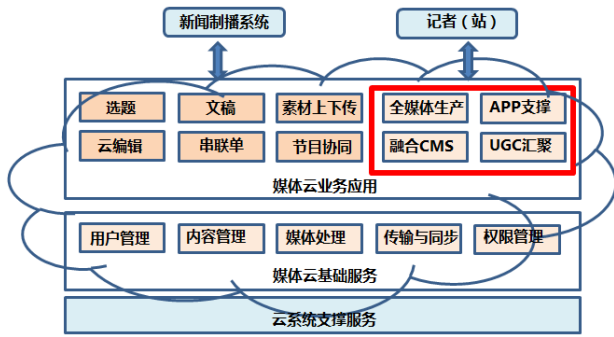 新闻制播系统
记者（站）
选题
文稿
素材上下传
全媒体生产
APP支撑
云编辑
串联单
节目协同
融合CMS
UGC汇聚
媒体云业务应用
用户管理
内容管理
媒体处理
传输与同步
权限管理
媒体云基础服务
云系统支撑服务